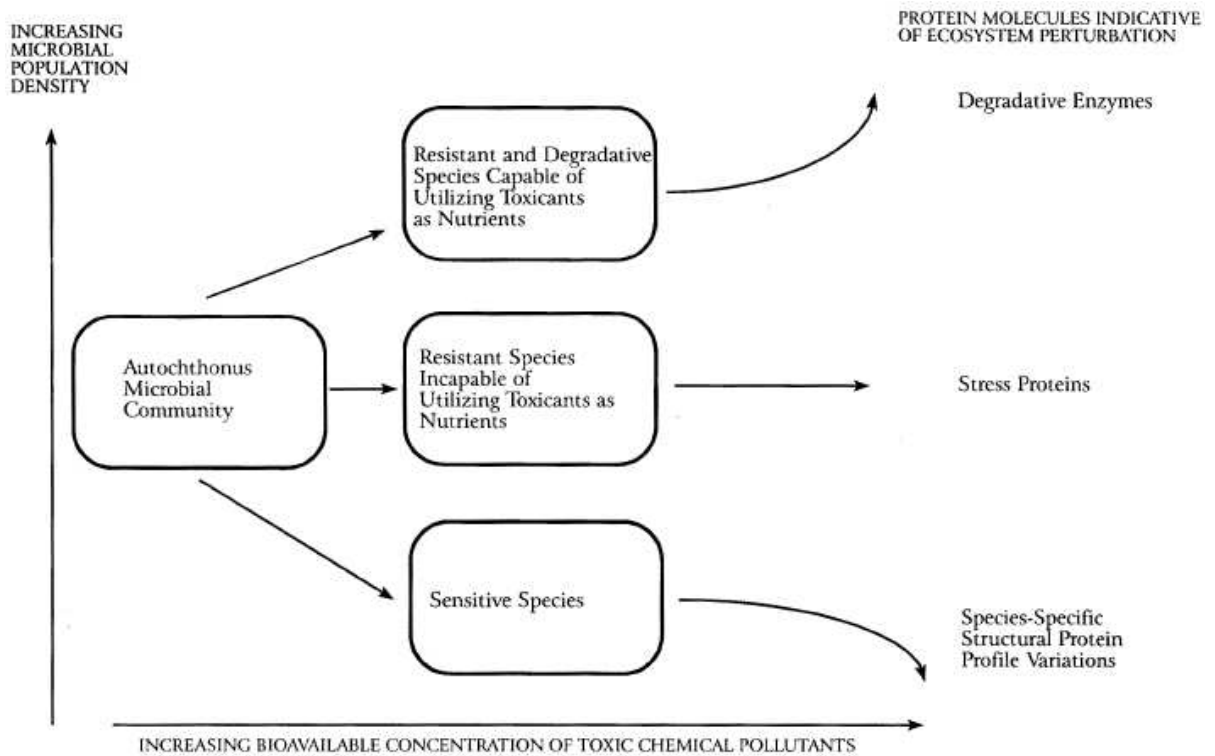 INCREASING
MICROBIAL
POPULATION
DENSITY
PROTEIN MOLECULES INDICATIVE
OF ECOSYSTEM PERTURBATION
Degradative Enzymes
Resistant and Degradative
Species Capable of
Utilizing Toxicants
as Nutrients
Autochthonus
Microbial
Community
Resistant Species
Incapable of
Utilizing Toxicants as
Nutrients
Stress Proteins
Sensitive Species
Species-Specific
Structural Protein
Profile Variations
INCREASING BIOAVAILABLE CONCENTRATION OF TOXIC CHEMICAL POLLUTANTS